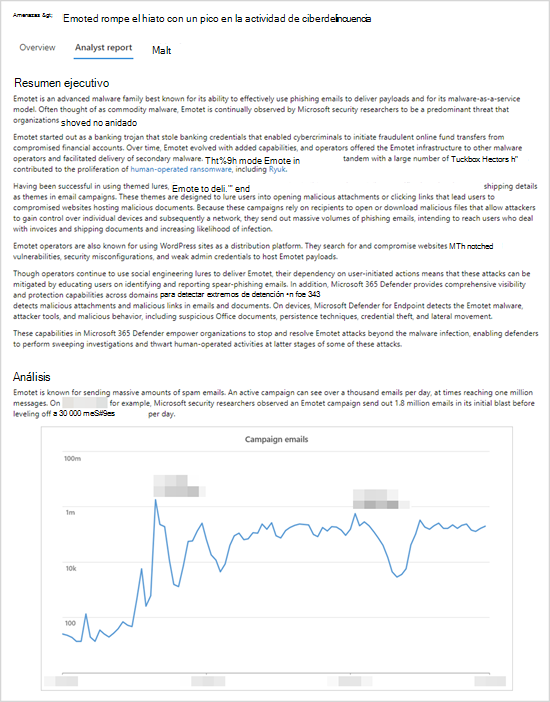 Amenazas &gt; Emoted rompe el hiato con un pico en la actividad de ciberdelincuencia
Overview Analyst report Malt
Resumen ejecutivo
Emotet is an advanced malware family best known for its ability to effectively use phishing emails to deliver payloads and for its malware-as-a-service
model. Often thought of as commodity malware, Emotet is continually observed by Microsoft security researchers to be a predominant threat that
organizations shoved no anidado
Emotet started out as a banking trojan that stole banking credentials that enabled cybercriminals to initiate fraudulent online fund transfers from
compromised financial accounts. Over time, Emotet evolved with added capabilities, and operators offered the Emotet infrastructure to other malware
operators and facilitated delivery of secondary malware. Tht%9h mode Emote in tandem with a large number of Tuckbox Hectors h"
contributed to the proliferation of human-operated ransomware, including Ryuk.
Having been successful in using themed lures, Emote to deli."' end shipping details
as themes in email campaigns. These themes are designed to lure users into opening malicious attachments or clicking links that lead users to
compromised websites hosting malicious documents. Because these campaigns rely on recipients to open or download malicious files that allow attackers
to gain control over individual devices and subsequently a network, they send out massive volumes of phishing emails, intending to reach users who deal
with invoices and shipping documents and increasing likelihood of infection.
Emotet operators are also known for using WordPress sites as a distribution platform. They search for and compromise websites MTh notched
vulnerabilities, security misconfigurations, and weak admin credentials to host Emotet payloads.
Though operators continue to use social engineering lures to deliver Emotet, their dependency on user-initiated actions means that these attacks can be
mitigated by educating users on identifying and reporting spear-phishing emails. In addition, Microsoft 365 Defender provides comprehensive visibility
and protection capabilities across domains para detectar extremos de detención •n foe 343
detects malicious attachments and malicious links in emails and documents. On devices, Microsoft Defender for Endpoint detects the Emotet malware,
attacker tools, and malicious behavior, including suspicious Office documents, persistence techniques, credential theft, and lateral movement.
These capabilities in Microsoft 365 Defender empower organizations to stop and resolve Emotet attacks beyond the malware infection, enabling defenders
to perform sweeping investigations and thwart human-operated activities at latter stages of some of these attacks.
Análisis
Emotet is known for sending massive amounts of spam emails. An active campaign can see over a thousand emails per day, at times reaching one million
messages. On for example, Microsoft security researchers observed an Emotet campaign send out 1.8 million emails in its initial blast before
leveling off a 30 000 meS#9es per day.
Campaign emails
100m
1m
10k
100